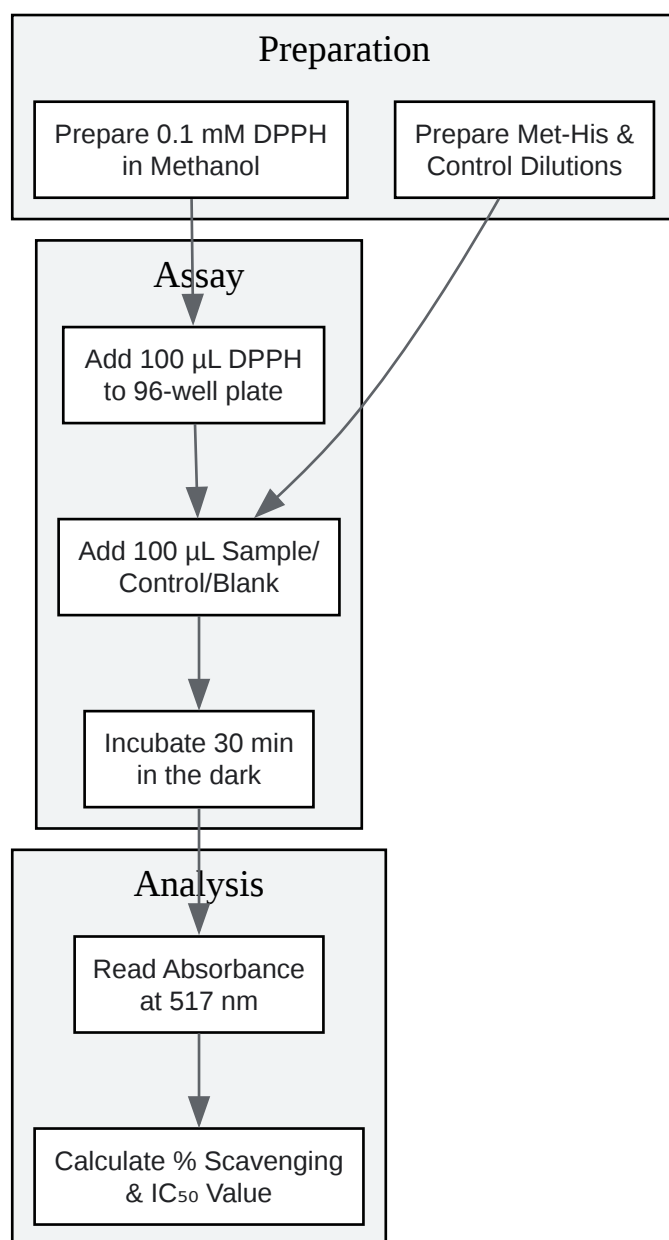 Preparation
Prepare 0.1 mM DPPH
in Methanol
Prepare Met-His &
Control Dilutions
Assay
Add 100 µL DPPH
to 96-well plate
Add 100 µL Sample/
Control/Blank
Incubate 30 min
in the dark
Analysis
Read Absorbance
at 517 nm
Calculate % Scavenging
& IC₅₀ Value